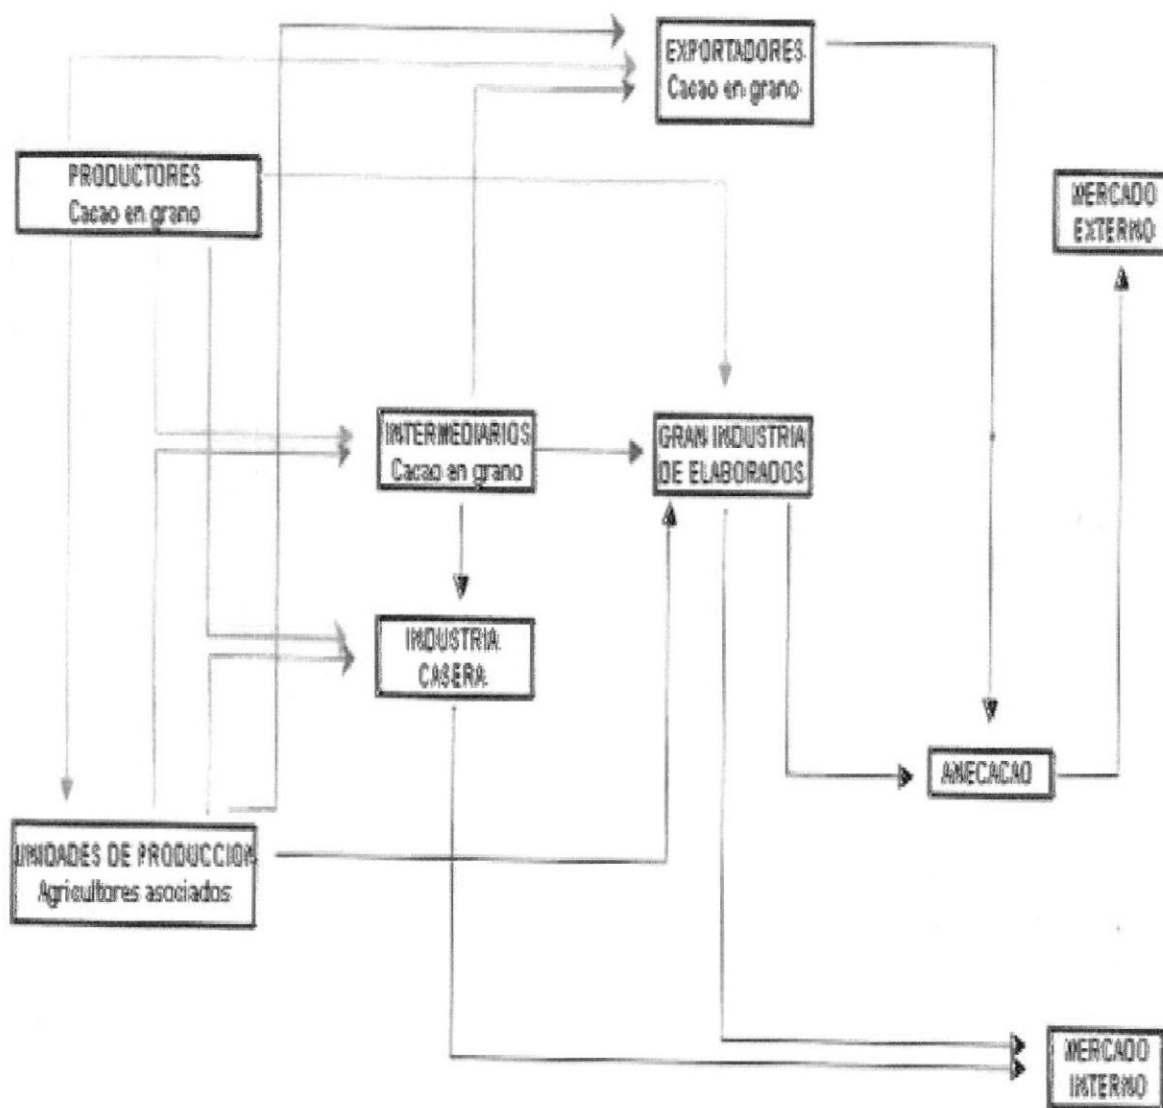 EXPORTADORES
Cacao en grano
PRODUCTORES
Cacao en grano
MERCADO
EXTERNO
INTERMEDIARIOS
Cacao en grano
GRAN INDUSTRIA
DE ELABORADOS
INDUSTRIA
CASERA
ANECACAO
UNIDADES DE PRODUCCION
Agricultores asociados
MERCADO
INTERNO